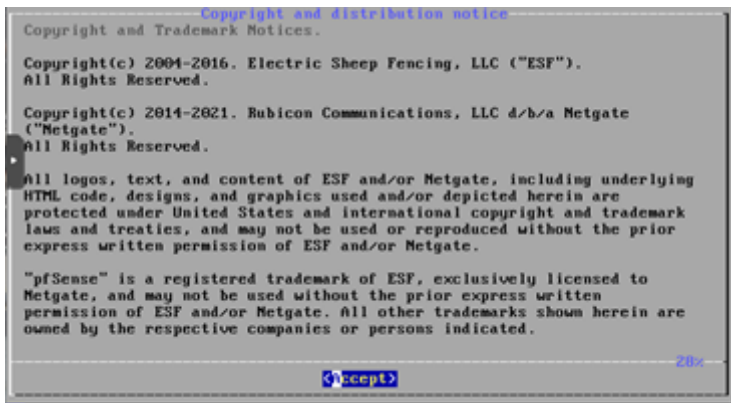 Copyright and distribution notice
Copyright and Trademark Notices.
Copyright(c) 2004-2016. Electric Sheep Fencing, LLC ("ESF").
All Rights Reserved.
Copyright(c) 2014-2021. Rubicon Communications, LLC d/b/a Netgate
("Netgate").
All Rights Reserved.
All logos, text, and content of ESF and/or Netgate, including underlying
HTML code, designs, and graphics used and/or depicted herein are
protected under United States and international copyright and trademark
laws and treaties, and may not be used or reproduced without the prior
express written permission of ESF and/or Netgate.
"pfSense" is a registered trademark of ESF, exclusively licensed to
Netgate, and may not be used without the prior express written
permission of ESF and/or Netgate. All other trademarks shown herein are
owned by the respective companies or persons indicated.
28%
<Accept>